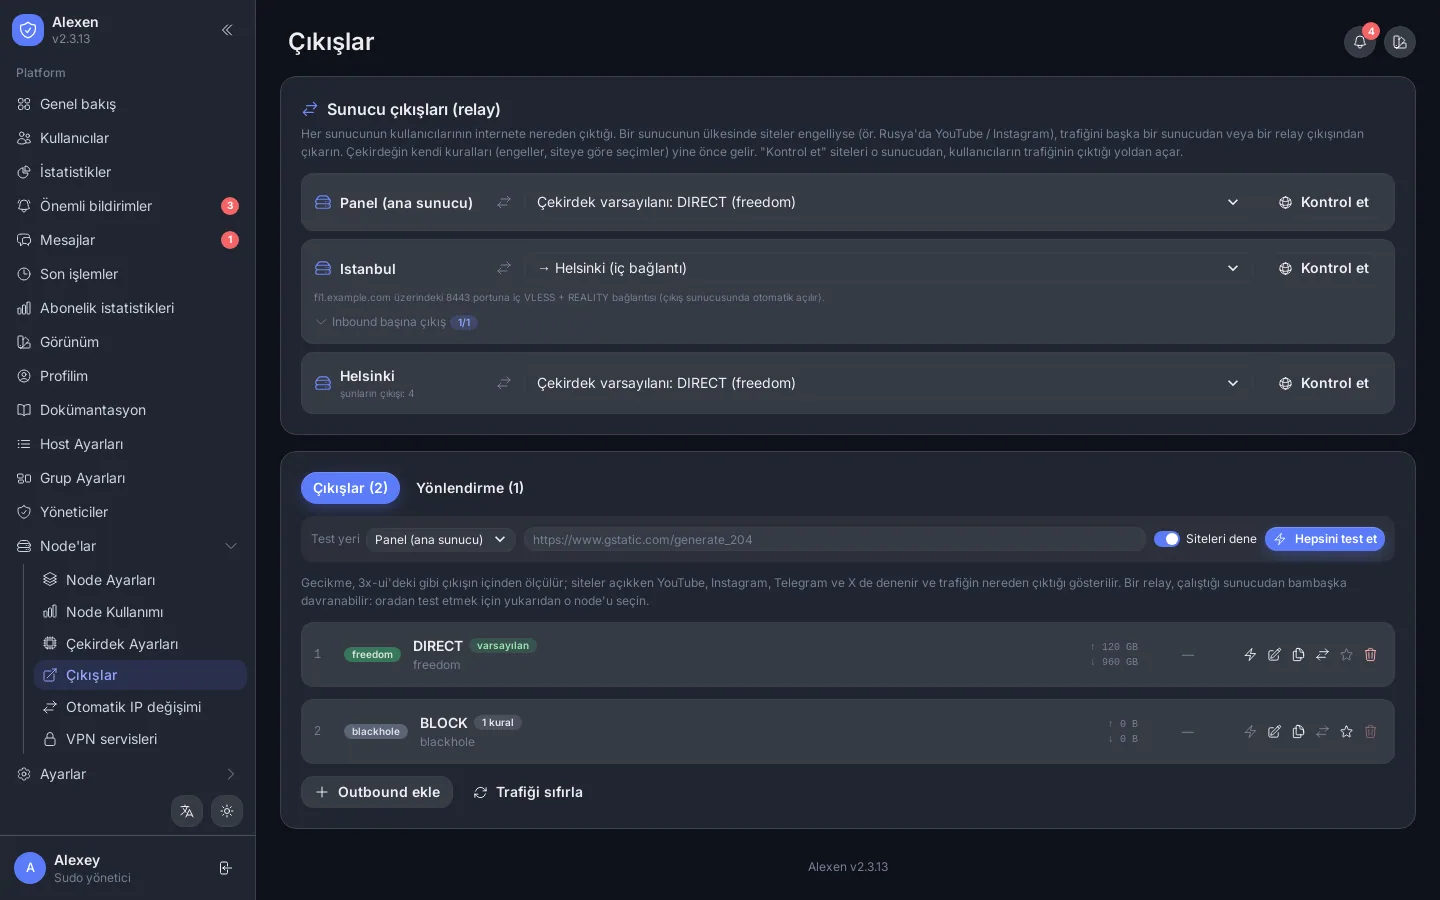 Alexen
v2.3.13
Platform
Genel bakış
Kullanıcılar
İstatistikler
Önemli bildirimler
3
Mesajlar
1
Son işlemler
Abonelik istatistikleri
Görünüm
Profilim
Dokümantasyon
Host Ayarları
Grup Ayarları
Yöneticiler
Node'lar
Node Ayarları
Node Kullanımı
Çekirdek Ayarları
Çıkışlar
Otomatik IP değişimi
VPN servisleri
Ayarlar
A
Alexey
Sudo yönetici
Çıkışlar
4
Sunucu çıkışları (relay)
Her sunucunun kullanıcılarının internete nereden çıktığı. Bir sunucunun ülkesinde siteler engelliyse (ör. Rusya'da YouTube / Instagram), trafiğini başka bir sunucudan veya bir relay çıkışından
çıkarın. Çekirdeğin kendi kuralları (engeller, siteye göre seçimler) yine önce gelir. "Kontrol et" siteleri o sunucudan, kullanıcıların trafiğinin çıktığı yoldan açar.
Panel (ana sunucu)
Çekirdek varsayılanı: DIRECT (freedom)
Kontrol et
Istanbul
→ Helsinki (iç bağlantı)
Kontrol et
fi1.example.com üzerindeki 8443 portuna iç VLESS + REALITY bağlantısı (çıkış sunucusunda otomatik açılır).
Inbound başına çıkış 1/1
Helsinki
şunların çıkışı: 4
Çekirdek varsayılanı: DIRECT (freedom)
Kontrol et
Çıkışlar (2)
Yönlendirme (1)
Test yeri
Panel (ana sunucu)
https://www.gstatic.com/generate_204
Siteleri dene
Hepsini test et
Gecikme, 3x-ui'deki gibi çıkışın içinden ölçülür; siteler açıkken YouTube, Instagram, Telegram ve X de denenir ve trafiğin nereden çıktığı gösterilir. Bir relay, çalıştığı sunucudan bambaşka
davranabilir: oradan test etmek için yukarıdan o node'u seçin.
1
freedom
DIRECT varsayılan
freedom
↑ 120 GB
↓ 960 GB
—
2
blackhole
BLOCK 1 kural
blackhole
↑ 0 B
↓ 0 B
—
Outbound ekle
Trafiği sıfırla
Alexen v2.3.13